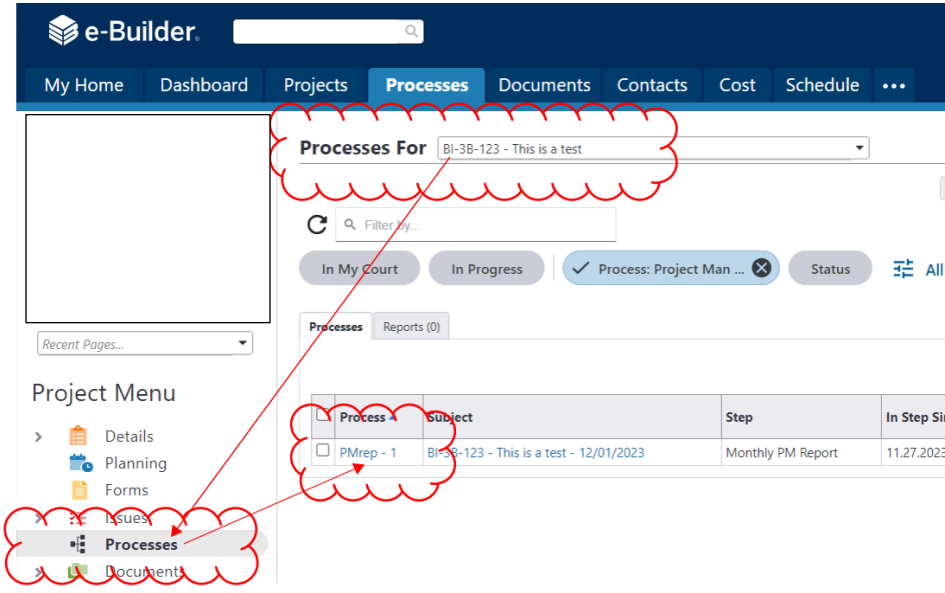 e-Builder.
My Home Dashboard Projects Processes Documents Contacts Cost Schedule •••
Processes For BI-3B-123 - This is a test
Filter by...
In My Court In Progress Process: Project Man ... Status All
Processes Reports (0)
Recent Pages...
Project Menu
Details
Planning
Forms
Issues
Processes
Documents
Process Subject Step In Step Sin
PMrep - 1 BI-3B-123 - This is a test - 12/01/2023 Monthly PM Report 11.27.2023